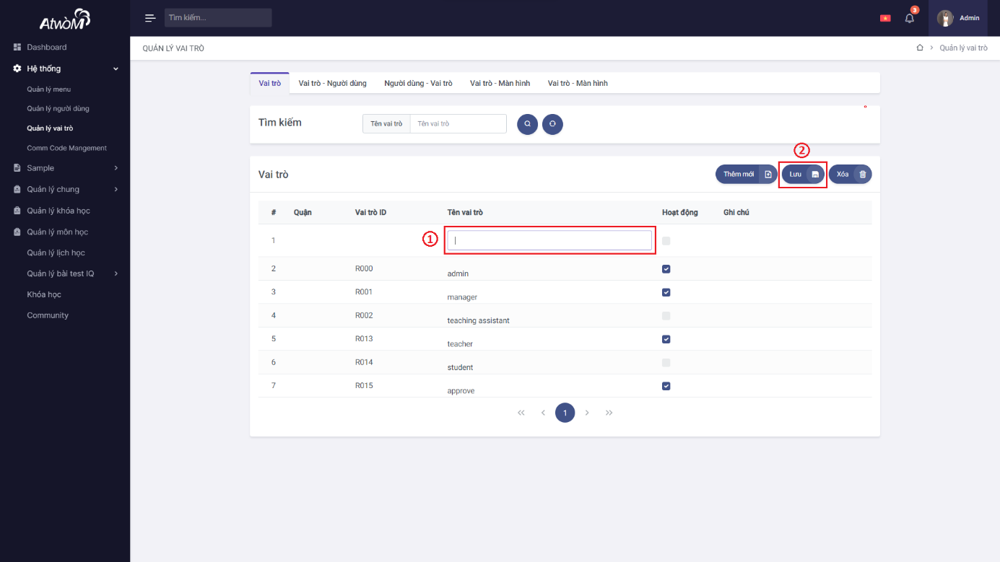 AtwoM
Tìm kiếm...
3
Admin
Dashboard
Hệ thống
Quản lý menu
Quản lý người dùng
Quản lý vai trò
Comm Code Mangement
Sample
Quản lý chung
Quản lý khóa học
Quản lý môn học
Quản lý lịch học
Quản lý bài test IQ
Khóa học
Community
QUẢN LÝ VAI TRÒ
Quản lý vai trò
Vai trò Vai trò - Người dùng Người dùng - Vai trò Vai trò - Màn hình Vai trò - Màn hình
Tìm kiếm Tên vai trò Tên vai trò
2
Vai trò Thêm mới Lưu Xóa
# Quận Vai trò ID Tên vai trò Hoạt động Ghi chú
1 1
2 R000 admin
3 R001 manager
4 R002 teaching assistant
5 R013 teacher
6 R014 student
7 R015 approve
1